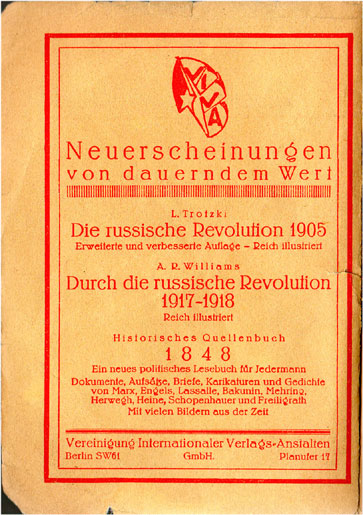 VIVA
Neuerscheinungen
von dauerndem Wert
L. Trotzki
Die russische Revolution 1905
Erweiterte und verbesserte Auflage – Reich illustriert
A. R. Williams
Durch die russische Revolution
1917-1918
Reich illustriert
Historisches Quellenbuch
1848
Ein neues politisches Lesebuch für Jedermann
Dokumente, Aufsätze, Briefe, Karikaturen und Gedichte
von Marx, Engels, Lassalle, Bakunin, Mehring,
Herwegh, Heine, Schopenhauer und Freiligrath
Mit vielen Bildern aus der Zeit
Vereinigung Internationaler Verlags-Anstalten
Berlin SW61 GmbH. Planufer 17